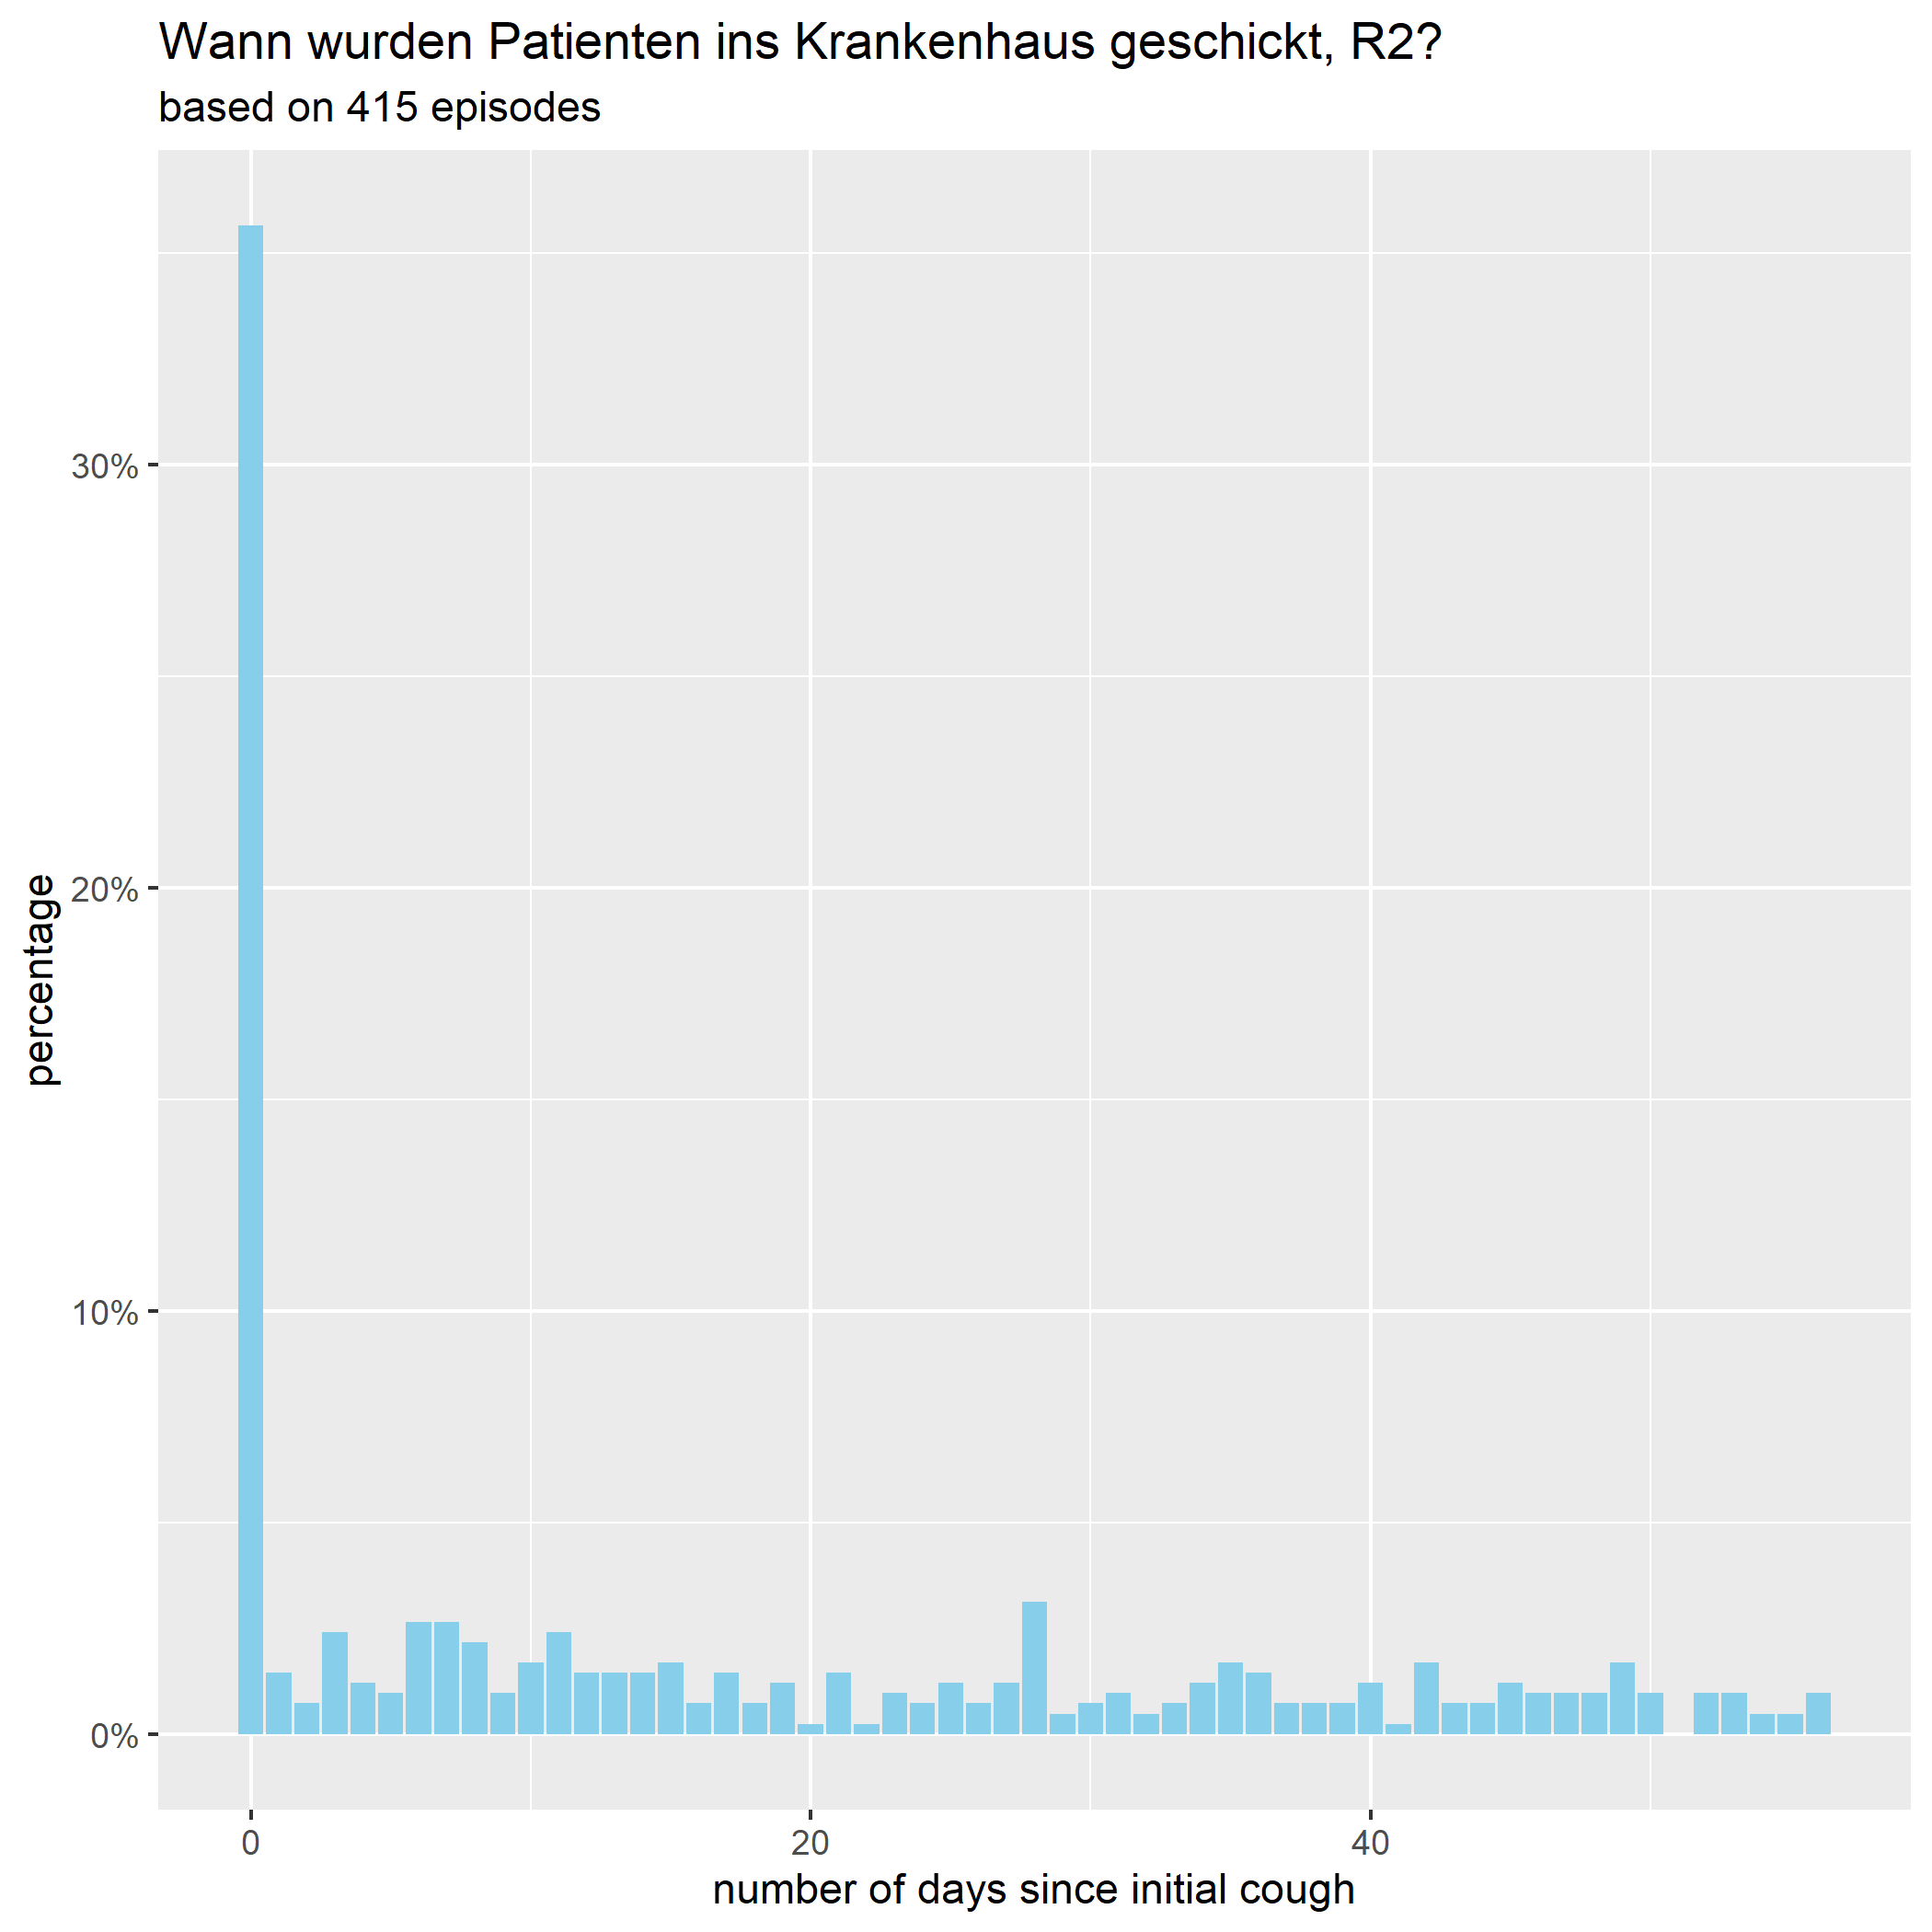 Wann wurden Patienten ins Krankenhaus geschickt, R2?
based on 415 episodes
percentage
30%
20%
10%
0%
0
20
40
number of days since initial cough